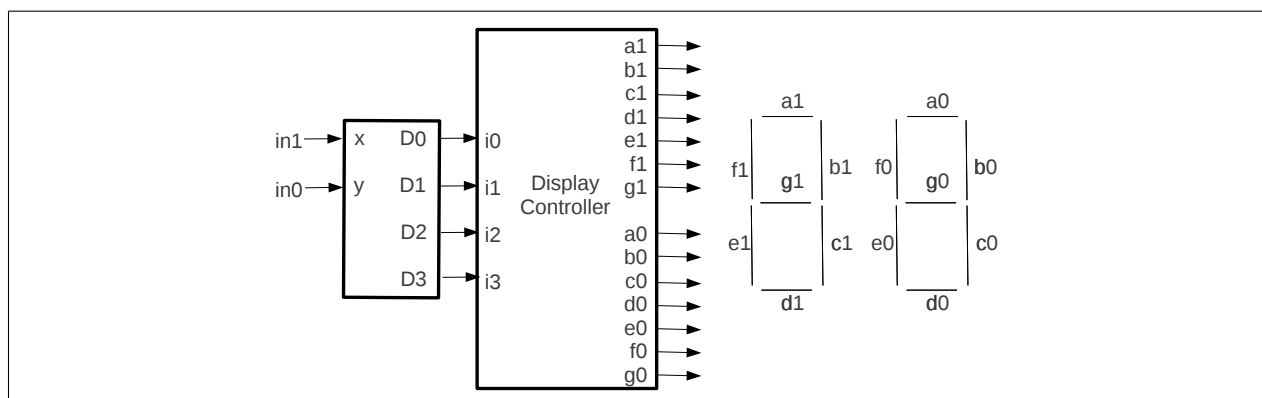 in1
in0
x
y
D0
D1
D2
D3
i0
i1
i2
i3
Display
Controller
a1
b1
c1
d1
e1
f1
g1
a0
b0
c0
d0
e0
f0
g0
a1
f1
g1
b1
e1
c1
d1
a0
f0
g0
b0
e0
c0
d0